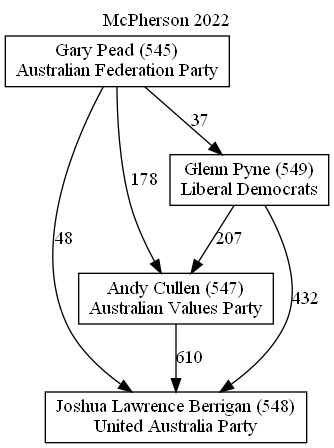 McPherson 2022
Gary Pead (545)
Australian Federation Party
37
178
48
Glenn Pyne (549)
Liberal Democrats
207
432
Andy Cullen (547)
Australian Values Party
610
Joshua Lawrence Berrigan (548)
United Australia Party